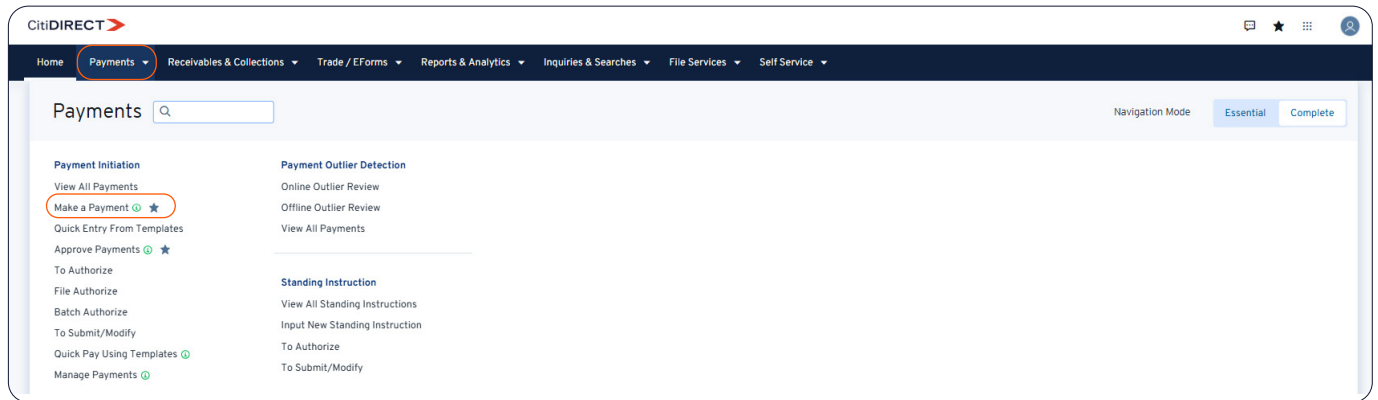 CitiDIRECT
Home Payments Receivables & Collections Trade / EForms Reports & Analytics Inquiries & Searches File Services Self Service
Payments
Navigation Mode Essential Complete
Payment Initiation
View All Payments
Make a Payment
Quick Entry From Templates
Approve Payments
To Authorize
File Authorize
Batch Authorize
To Submit/Modify
Quick Pay Using Templates
Manage Payments
Payment Outlier Detection
Online Outlier Review
Offline Outlier Review
View All Payments
Standing Instruction
View All Standing Instructions
Input New Standing Instruction
To Authorize
To Submit/Modify